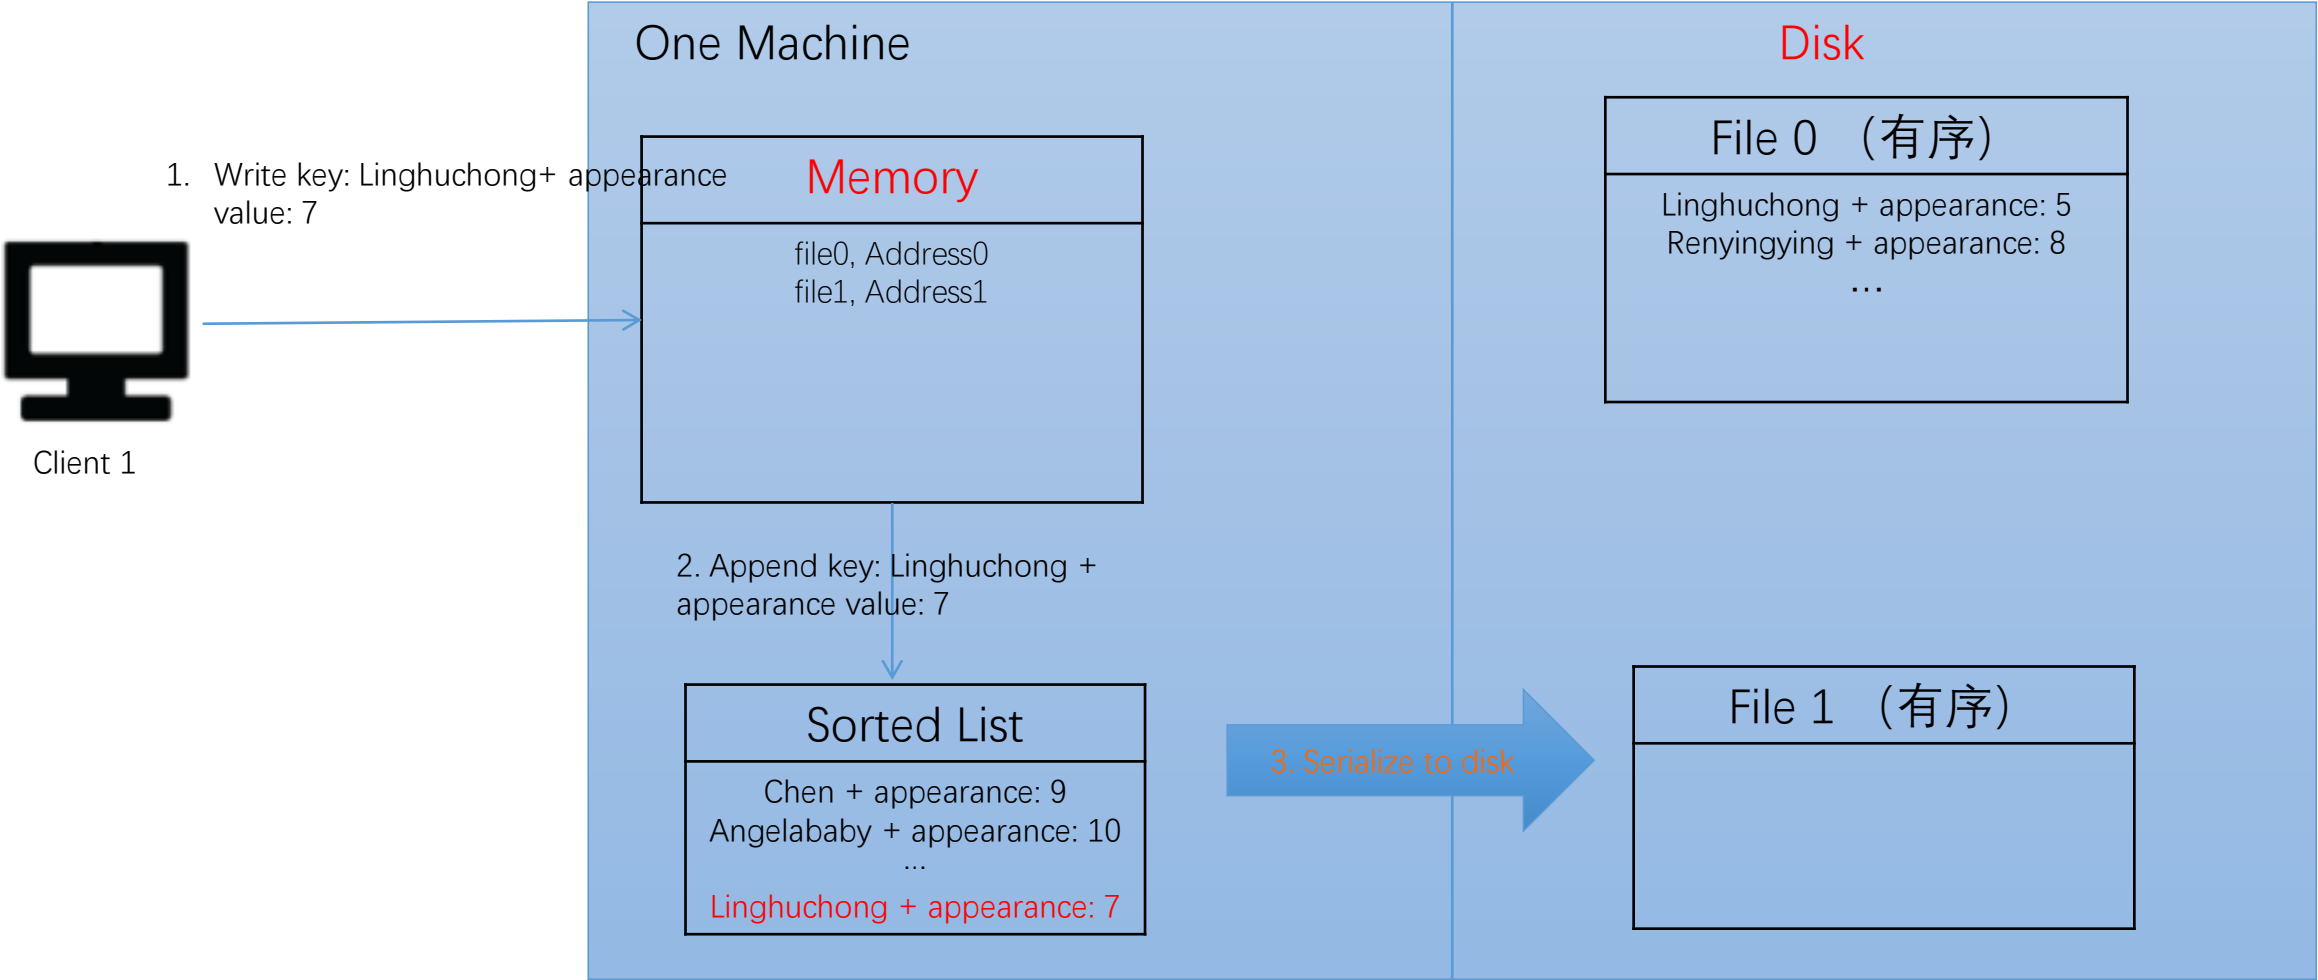 One Machine
Disk
1. Write key: Linghuchong+ appearance
value: 7
Client 1
Memory
file0, Address0
file1, Address1
2. Append key: Linghuchong +
appearance value: 7
Sorted List
Chen + appearance: 9
Angelababy + appearance: 10
...
Linghuchong + appearance: 7
3. Serialize to disk
File 0 （有序）
Linghuchong + appearance: 5
Renyingying + appearance: 8
...
File 1 （有序）